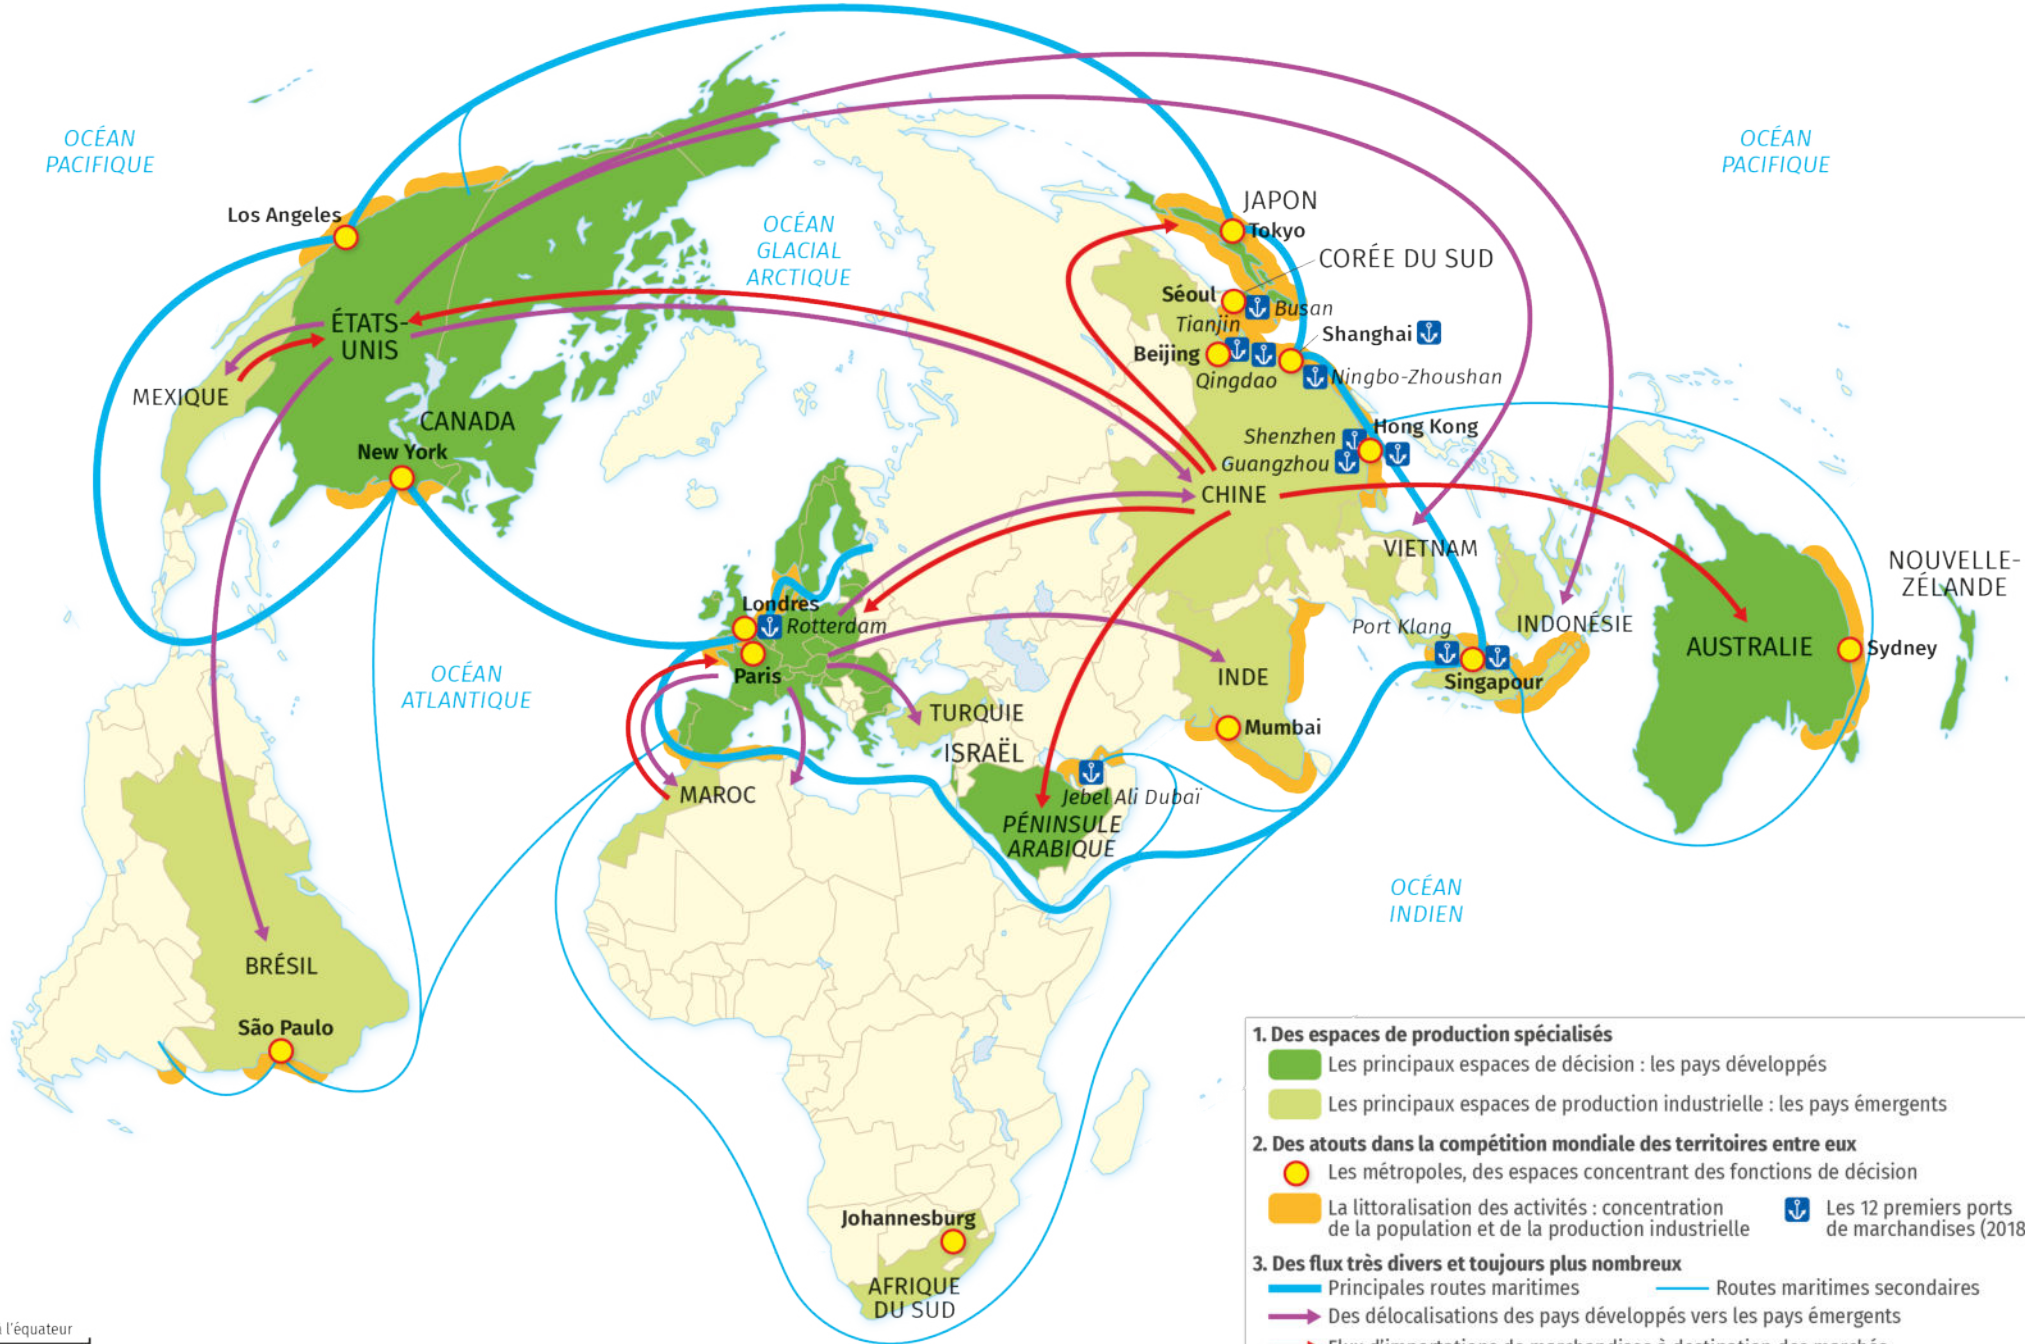 OCÉAN
PACIFIQUE
OCÉAN
PACIFIQUE
Los Angeles
OCÉAN
GLACIAL
ARCTIQUE
JAPON
Tokyo
CORÉE DU SUD
Séoul
Busan
Tianjin
Shanghai
Beijing
Qingdao
Ningbo-Zhoushan
ÉTATS-
UNIS
MEXIQUE
CANADA
New York
Hong Kong
Shenzhen
Guangzhou
CHINE
VIETNAM
NOUVELLE-
ZÉLANDE
Londres
Rotterdam
Paris
Port Klang
INDONÉSIE
AUSTRALIE
Sydney
Singapour
INDE
Mumbai
OCÉAN
ATLANTIQUE
TURQUIE
ISRAËL
MAROC
Jebel Ali Dubaï
PÉNINSULE
ARABIQUE
OCÉAN
INDIEN
BRÉSIL
São Paulo
Johannesburg
AFRIQUE
DU SUD
l'équateur
1. Des espaces de production spécialisés
Les principaux espaces de décision : les pays développés
Les principaux espaces de production industrielle : les pays émergents
2. Des atouts dans la compétition mondiale des territoires entre eux
Les métropoles, des espaces concentrant des fonctions de décision
La littoralisation des activités : concentration
de la population et de la production industrielle
Les 12 premiers ports
de marchandises (2018
3. Des flux très divers et toujours plus nombreux
Principales routes maritimes
Routes maritimes secondaires
Des délocalisations des pays développés vers les pays émergents
Flux d'importations de marchandises à destination des marchés